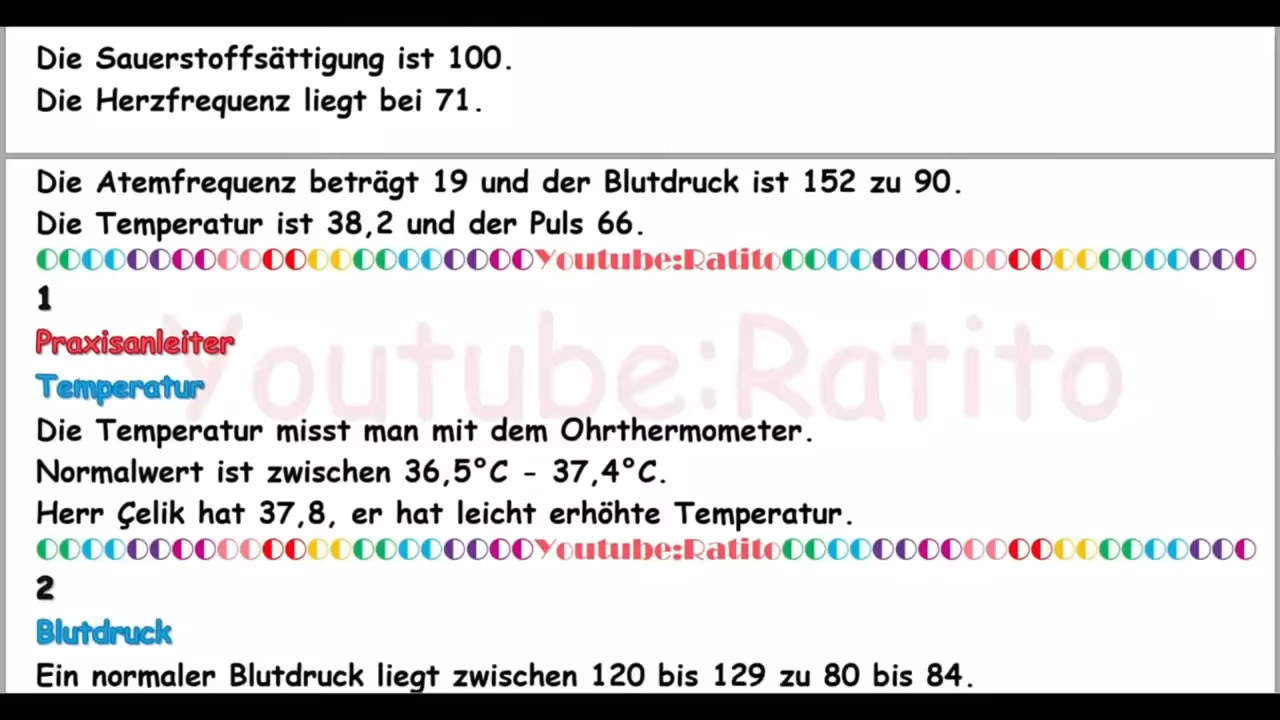 Die Sauerstoffsättigung ist 100.
Die Herzfrequenz liegt bei 71.
Die Atemfrequenz beträgt 19 und der Blutdruck ist 152 zu 90.
Die Temperatur ist 38,2 und der Puls 66.
Youtube:Ratito
1
Praxisanleiter
Youtube:Ratito
Temperatur
Die Temperatur misst man mit dem Ohrthermometer.
Normalwert ist zwischen 36,5°C - 37,4°C.
Herr Çelik hat 37,8, er hat leicht erhöhte Temperatur.
Youtube:Ratito
2
Blutdruck
Ein normaler Blutdruck liegt zwischen 120 bis 129 zu 80 bis 84.